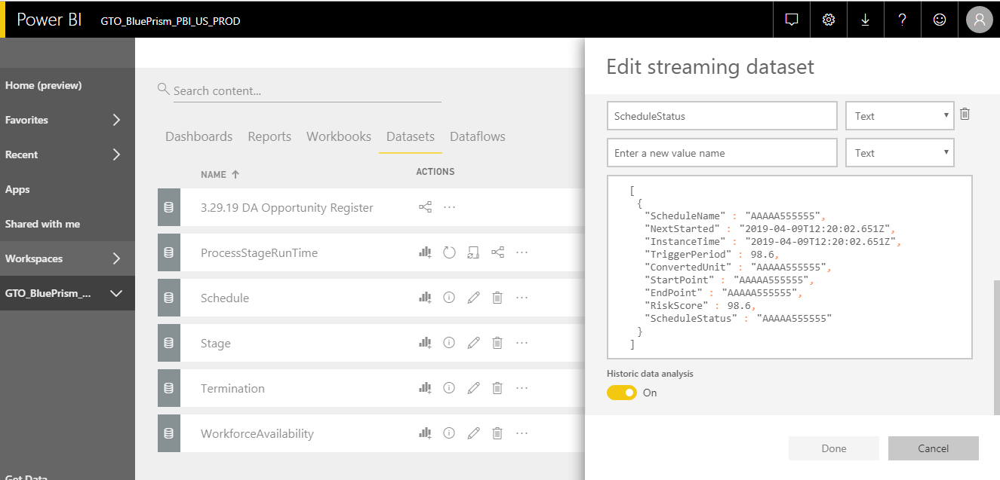 Power BI GTO_BluePrism_PBI_US_PROD
Home (preview)
Favorites
Recent
Apps
Shared with me
Workspaces
GTO_BluePrism_...
Get Data
Search content...
Dashboards Reports Workbooks Datasets Dataflows
NAME ACTIONS
3.29.19 DA Opportunity Register
ProcessStageRunTime
Schedule
Stage
Termination
WorkforceAvailability
Edit streaming dataset
ScheduleStatus Text
Enter a new value name Text
[
{
"ScheduleName" : "AAAAA555555",
"NextStarted" : "2019-04-09T12:20:02.651Z",
"InstanceTime" : "2019-04-09T12:20:02.651Z",
"TriggerPeriod" : 98.6,
"ConvertedUnit" : "AAAAA555555",
"StartPoint" : "AAAAA555555",
"EndPoint" : "AAAAA555555",
"RiskScore" : 98.6,
"ScheduleStatus" : "AAAAA555555"
}
]
Historic data analysis
On
Done Cancel